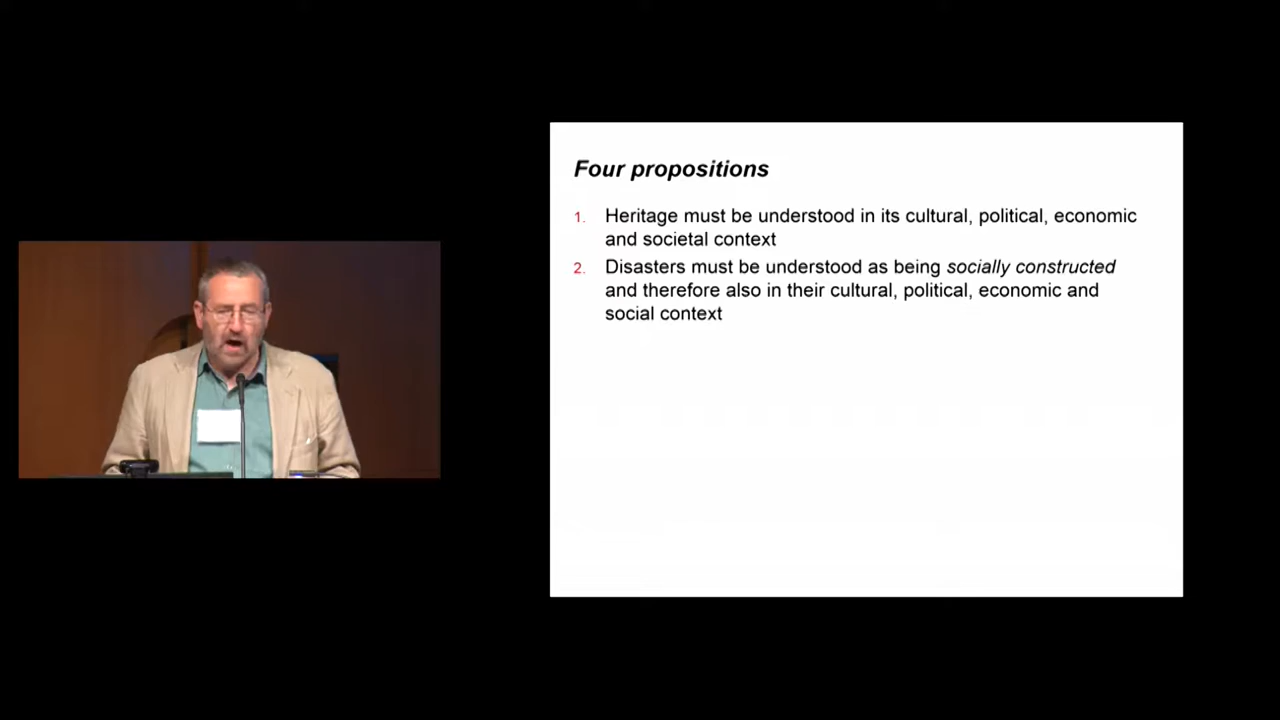 Four propositions
1. Heritage must be understood in its cultural, political, economic
and societal context
2. Disasters must be understood as being socially constructed
and therefore also in their cultural, political, economic and
social context